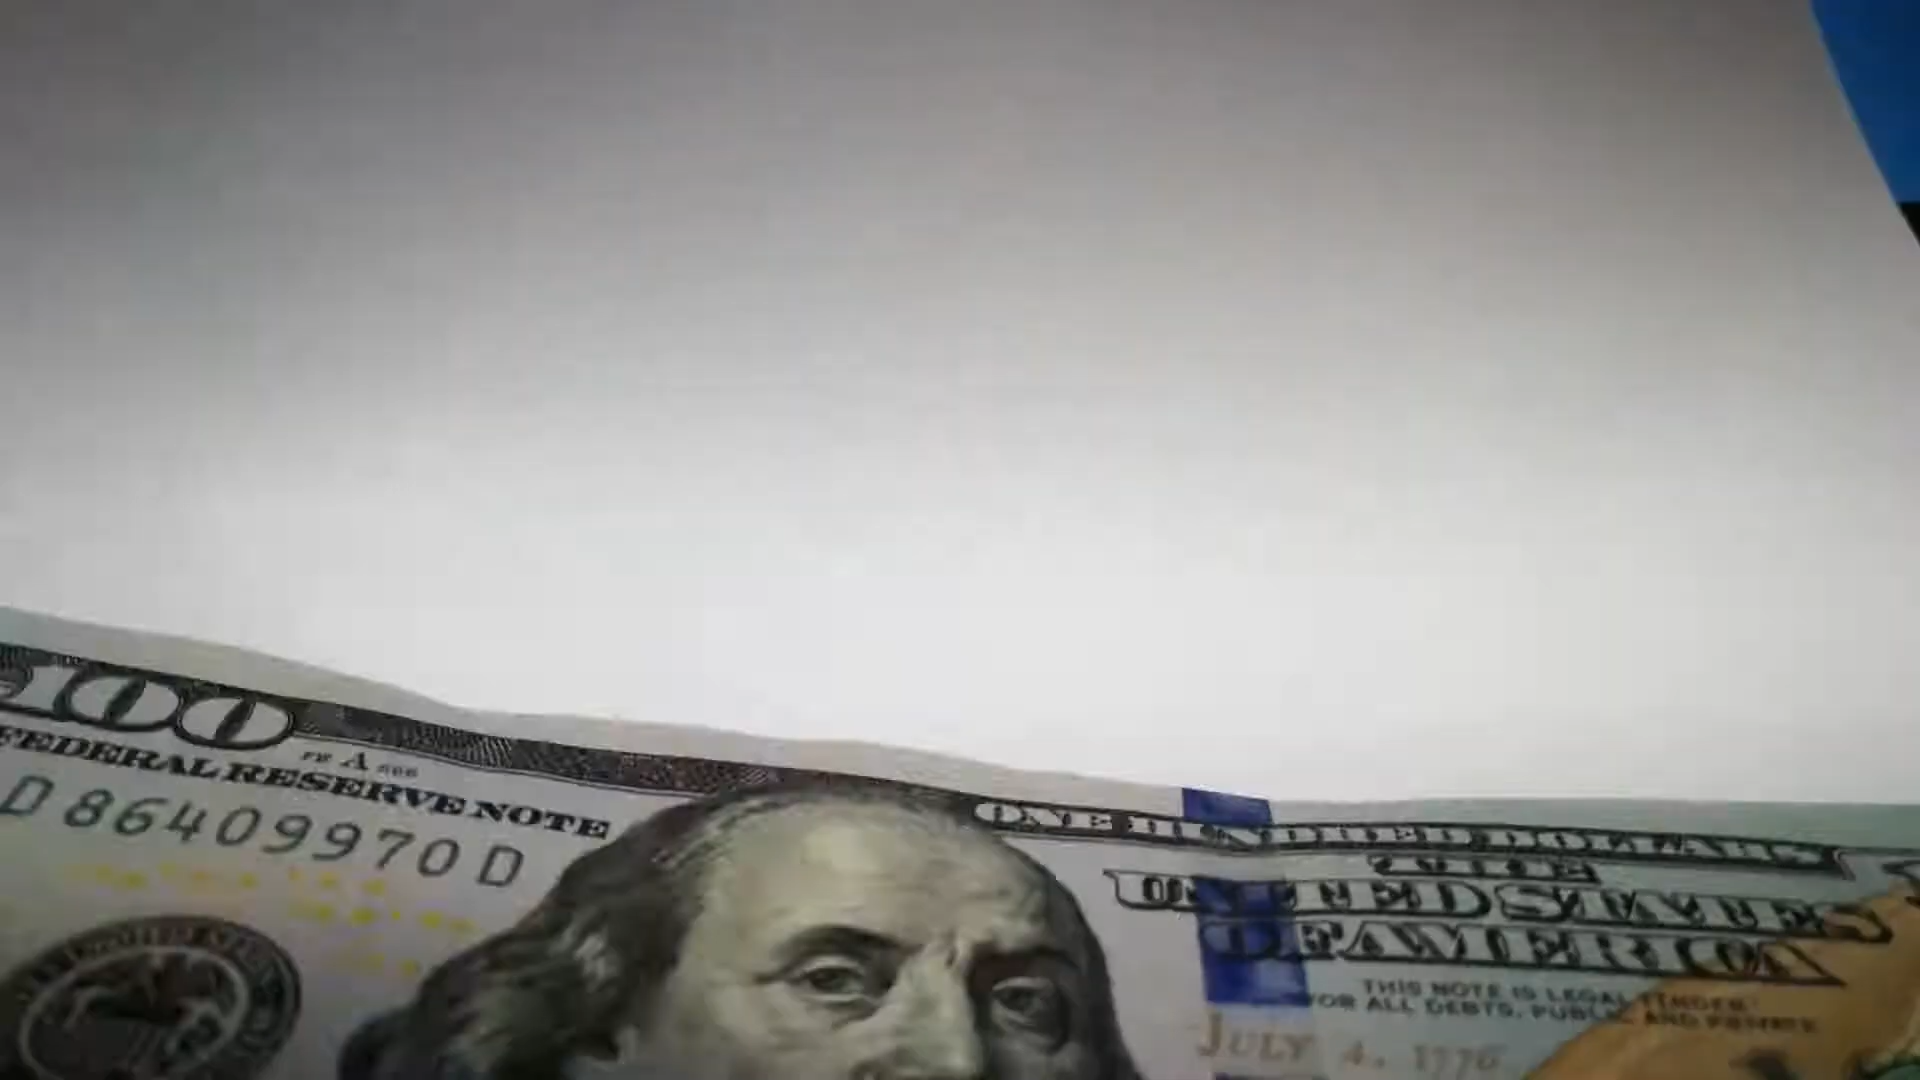 100
FEDERAL RESERVE NOTE
D 86409970 D
ONE HUNDRED DOLLARS
THE
UNITED STATES
OF AMERICA
THIS NOTE IS LEGAL TENDER
FOR ALL DEBTS, PUBLIC AND PRIVATE
JULY 4, 1776